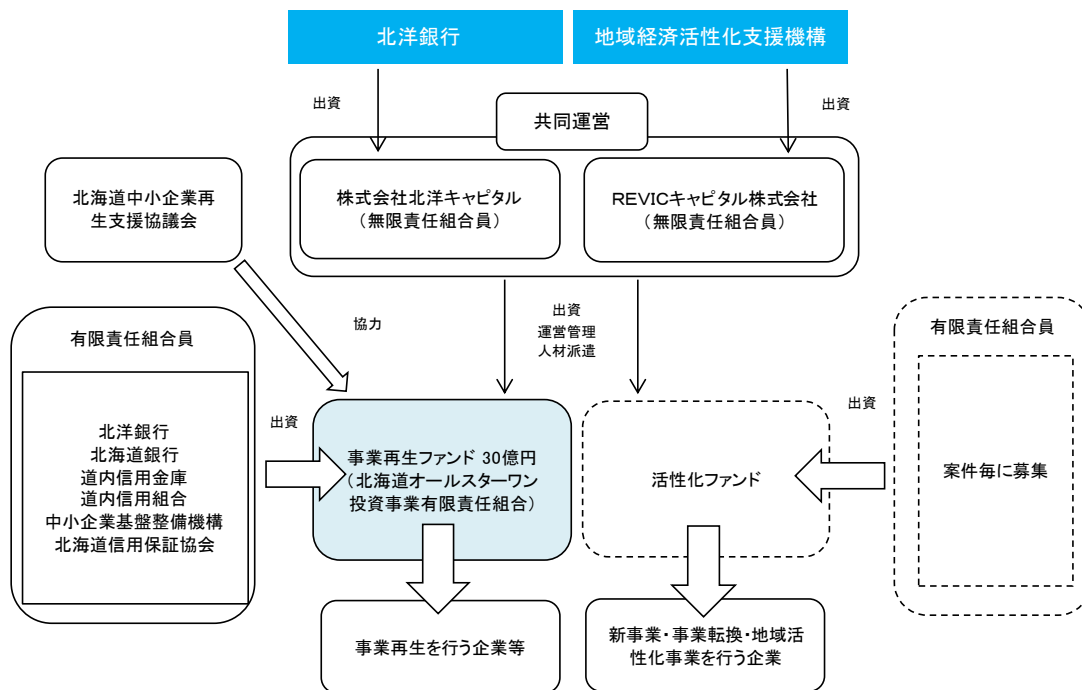 北洋銀行
地域経済活性化支援機構
出資
出資
共同運営
株式会社北洋キャピタル
（無限責任組合員）
REVICキャピタル株式会社
（無限責任組合員）
北海道中小企業再
生支援協議会
協力
出資
運営管理
人材派遣
有限責任組合員
北洋銀行
北海道銀行
道内信用金庫
道内信用組合
中小企業基盤整備機構
北海道信用保証協会
出資
事業再生ファンド 30億円
（北海道オールスターワン
投資事業有限責任組合）
活性化ファンド
出資
有限責任組合員
案件毎に募集
事業再生を行う企業等
新事業・事業転換・地域活
性化事業を行う企業